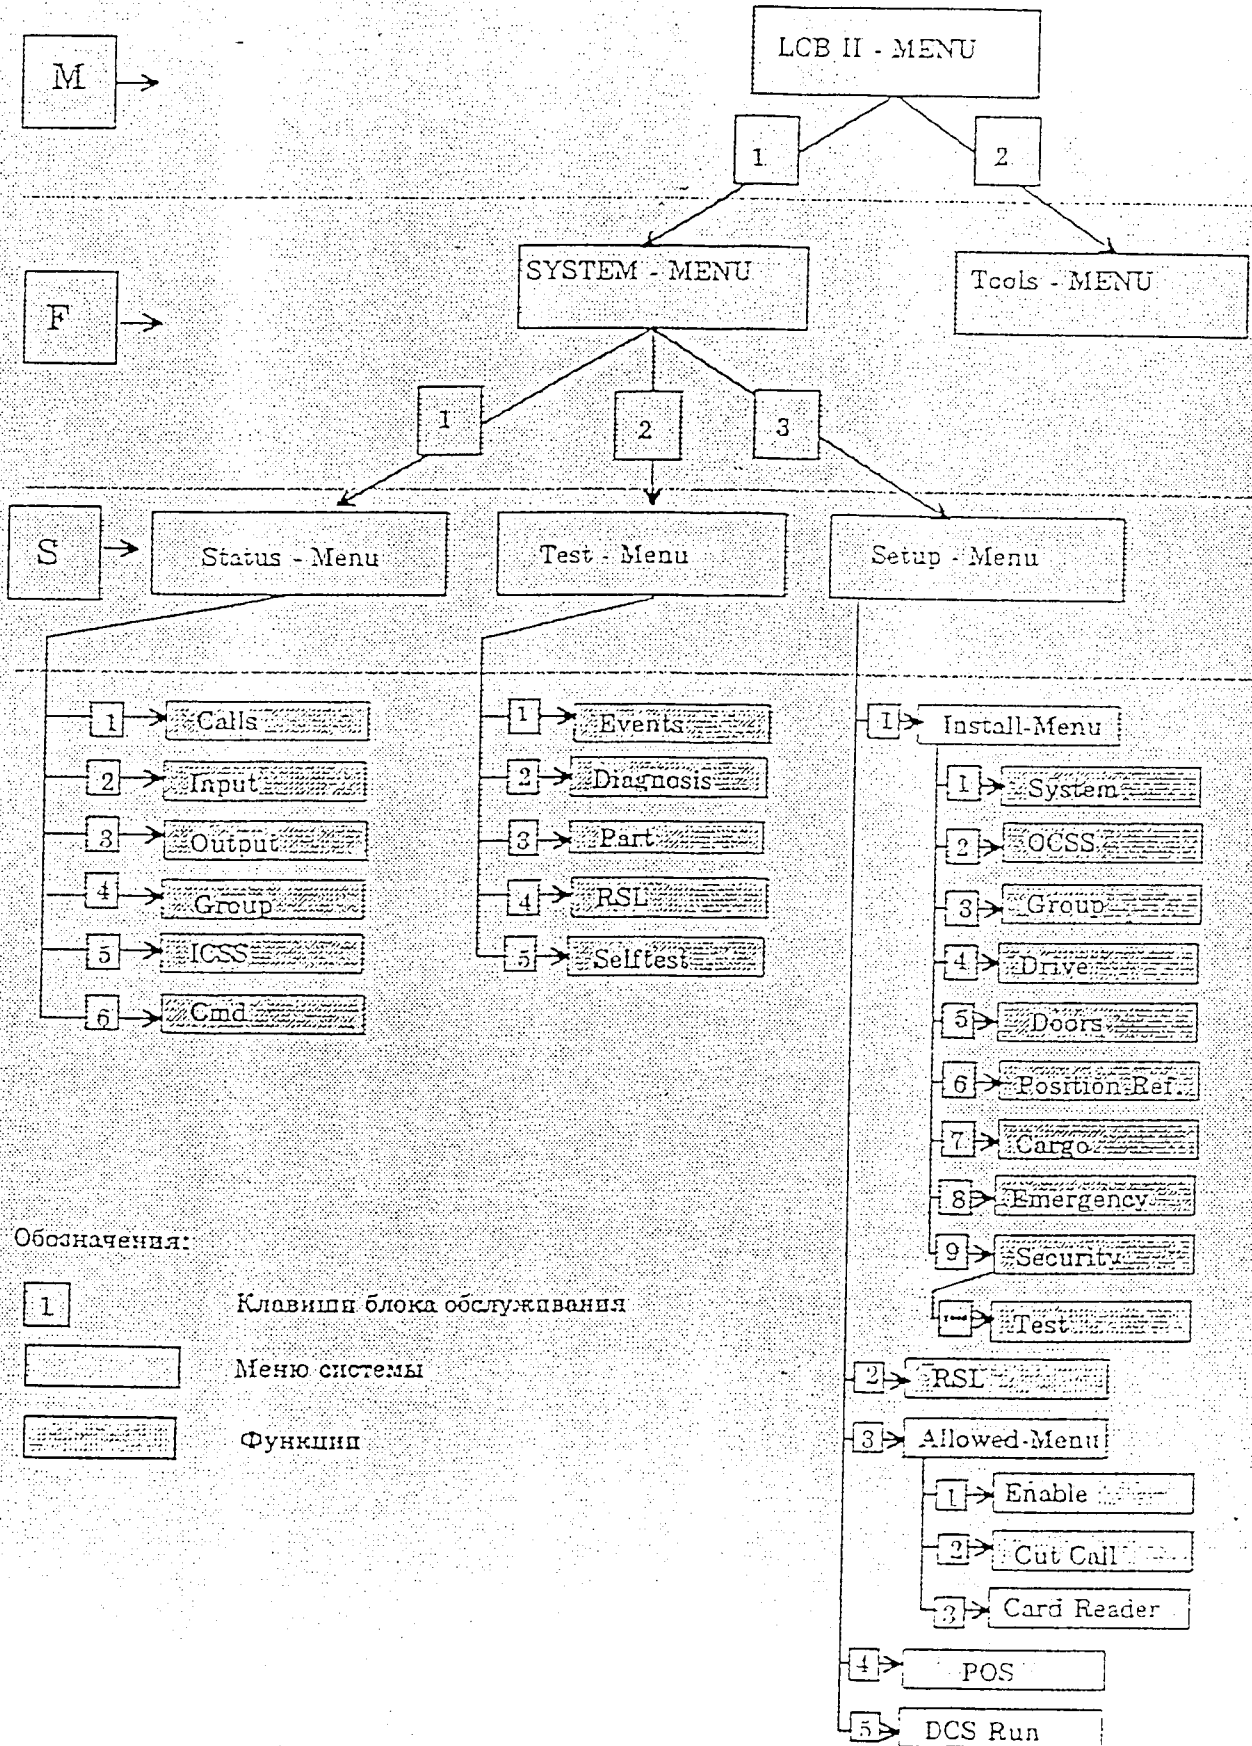 LCB II - MENU
M
1
2
SYSTEM - MENU
Tools - MENU
F
1
2
3
S
Status - Menu
Test - Menu
Setup - Menu
1 Calls
2 Input
3 Output
4 Group
5 ICSS
6 Cmd
1 Events
2 Diagnosis
3 Part
4 RSL
5 Selftest
1 Install-Menu
1 System
2 OCSS
3 Group
4 Drive
5 Doors
6 Position Ref.
7 Cargo
8 Emergency
9 Security
Test
2 RSL
3 Allowed-Menu
1 Enable
2 Cut Call
3 Card Reader
4 POS
5 DCS Run
Обозначения:
1 Клавиши блока обслуживания
Меню системы
Функции